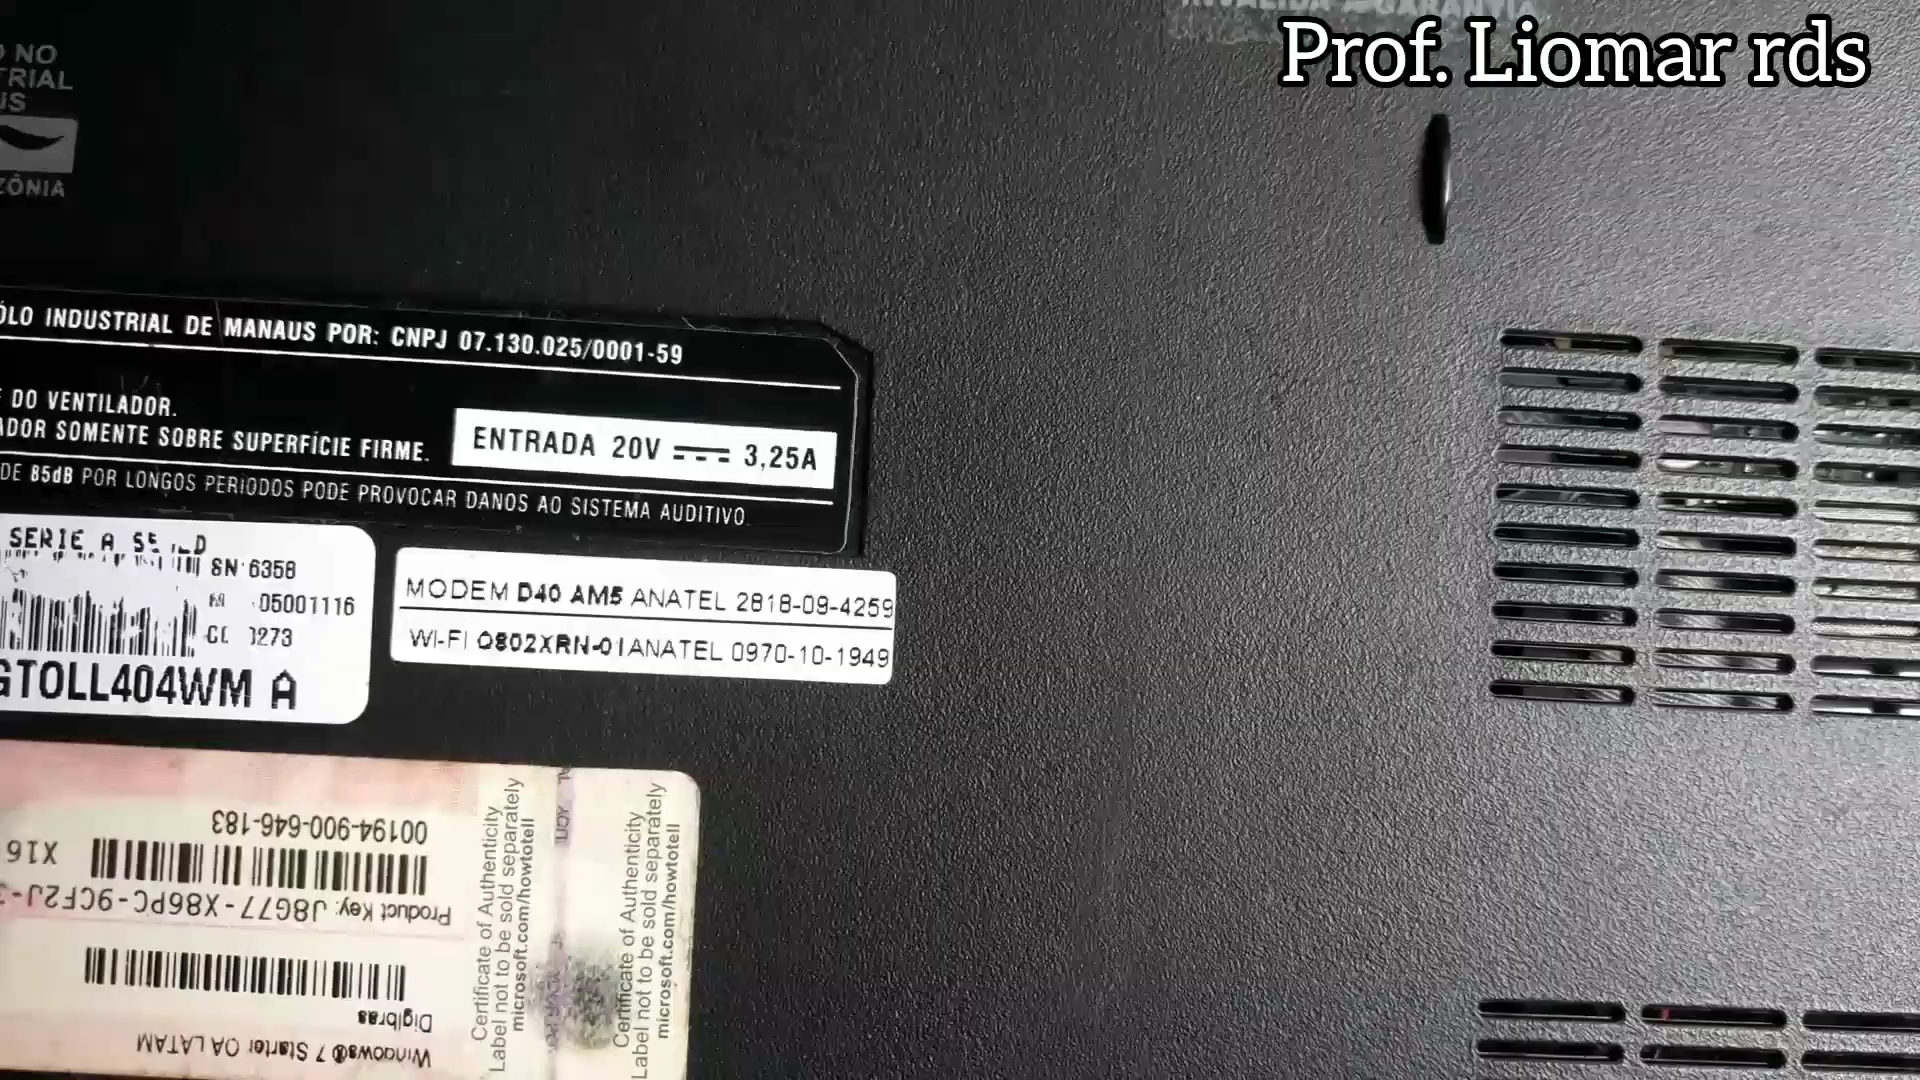 INVALIDA GARANTIA
Prof. Liomar rds
O NO
TRIAL
US
ZÔNIA
ÓLO INDUSTRIAL DE MANAUS POR: CNPJ 07.130.025/0001-59
DO VENTILADOR.
ADOR SOMENTE SOBRE SUPERFÍCIE FIRME.
ENTRADA 20V 3,25A
DE 85dB POR LONGOS PERIODOS PODE PROVOCAR DANOS AO SISTEMA AUDITIVO
SERIE A
SN 6358
05001116
273
GTOLL404WM A
MODEM D40 AM5 ANATEL 2818-09-4259
WI-FI Q802XRN-01 ANATEL 0970-10-1949
Windows® 7 Starter OA LATAM
Digibras
Product Key: J8G77-X86PC-9CF2J-
X16
00194-900-646-183
Certificate of Authenticity
Label not to be sold separately
microsoft.com/howtotell
Certificate of Authenticity
Label not to be sold separately
microsoft.com/howtotell